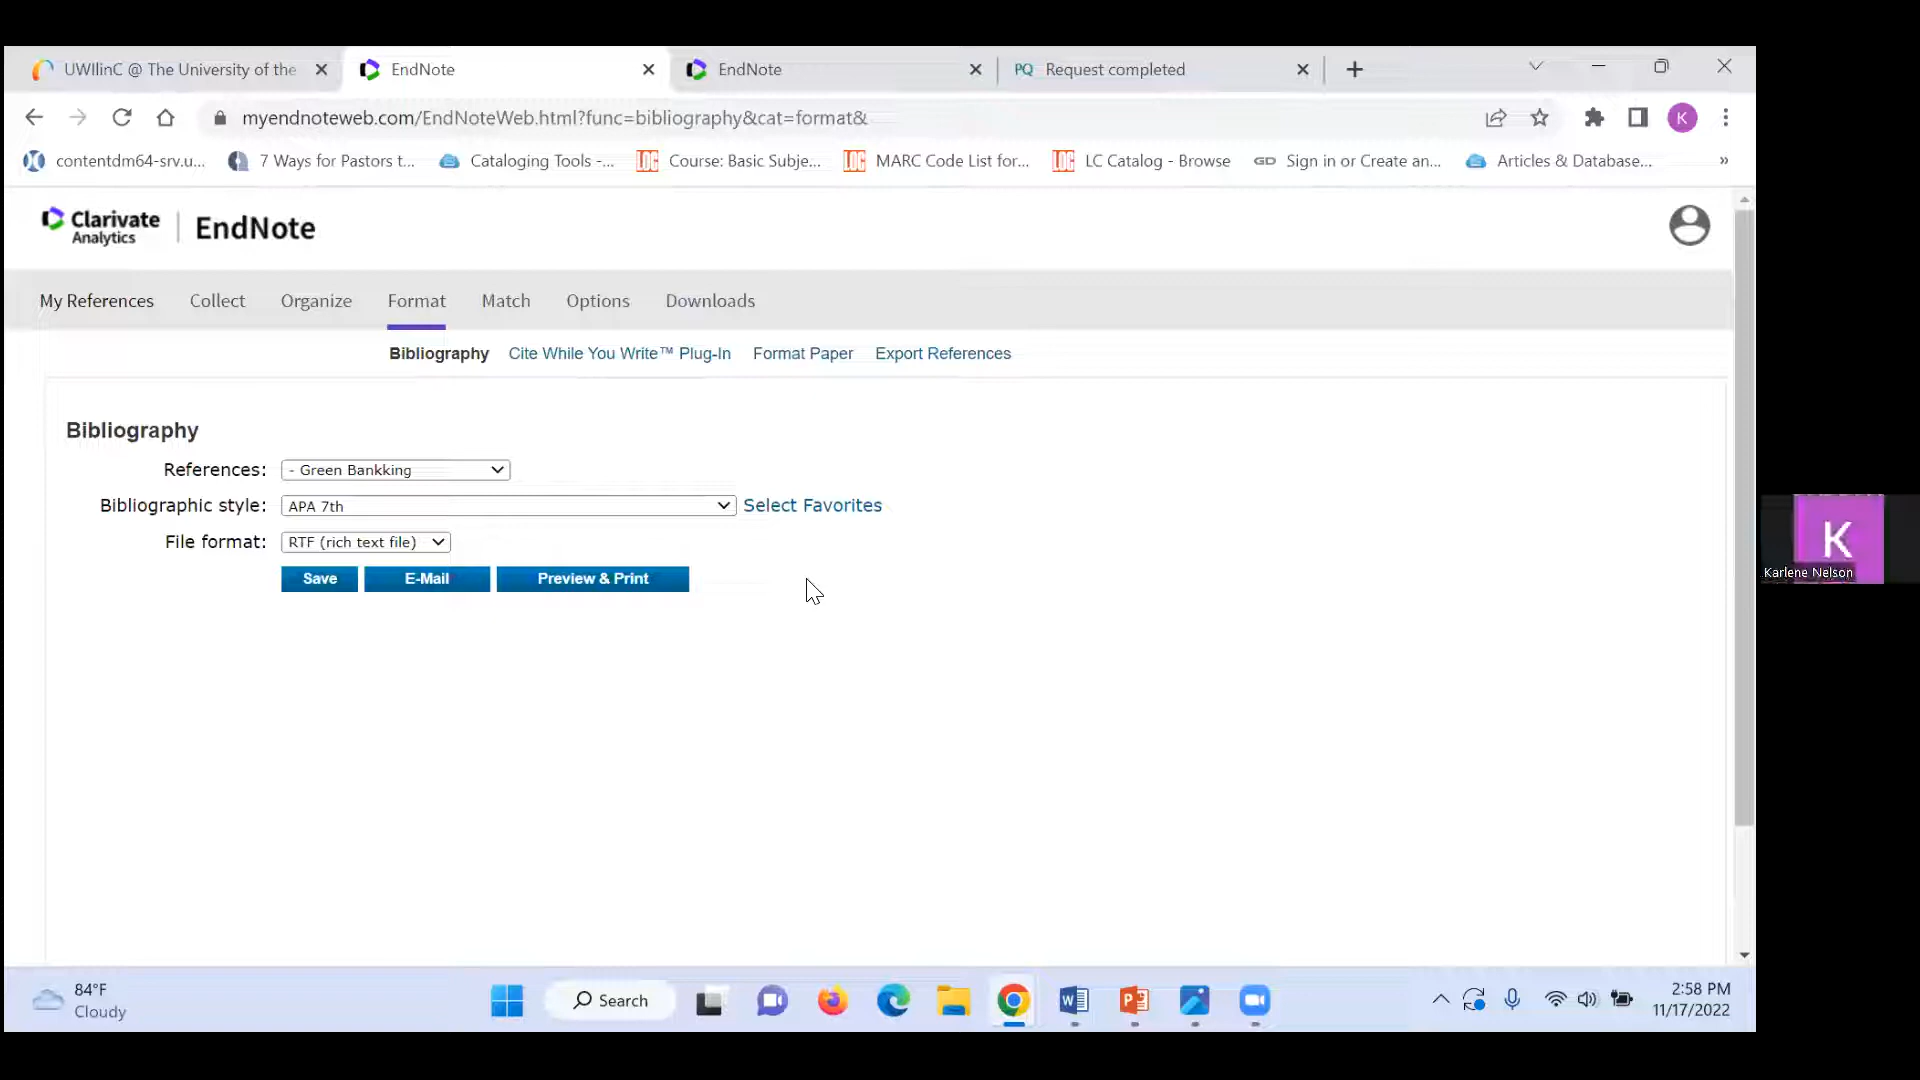 UWIlinC @ The University of the
EndNote
EndNote
PQ Request completed
myendnoteweb.com/EndNoteWeb.html?func=bibliography&cat=format&
K
contentdm64-srv.u...
7 Ways for Pastors t...
Cataloging Tools -...
Course: Basic Subje...
MARC Code List for...
LC Catalog - Browse
GD Sign in or Create an...
Articles & Database...
»
Clarivate
Analytics
EndNote
My References Collect Organize Format Match Options Downloads
Bibliography Cite While You Write™ Plug-In Format Paper Export References
Bibliography
References: - Green Bankking
Bibliographic style: APA 7th Select Favorites
File format: RTF (rich text file)
Save E-Mail Preview & Print
K
Karlene Nelson
84°F
Cloudy
Search
2:58 PM
11/17/2022